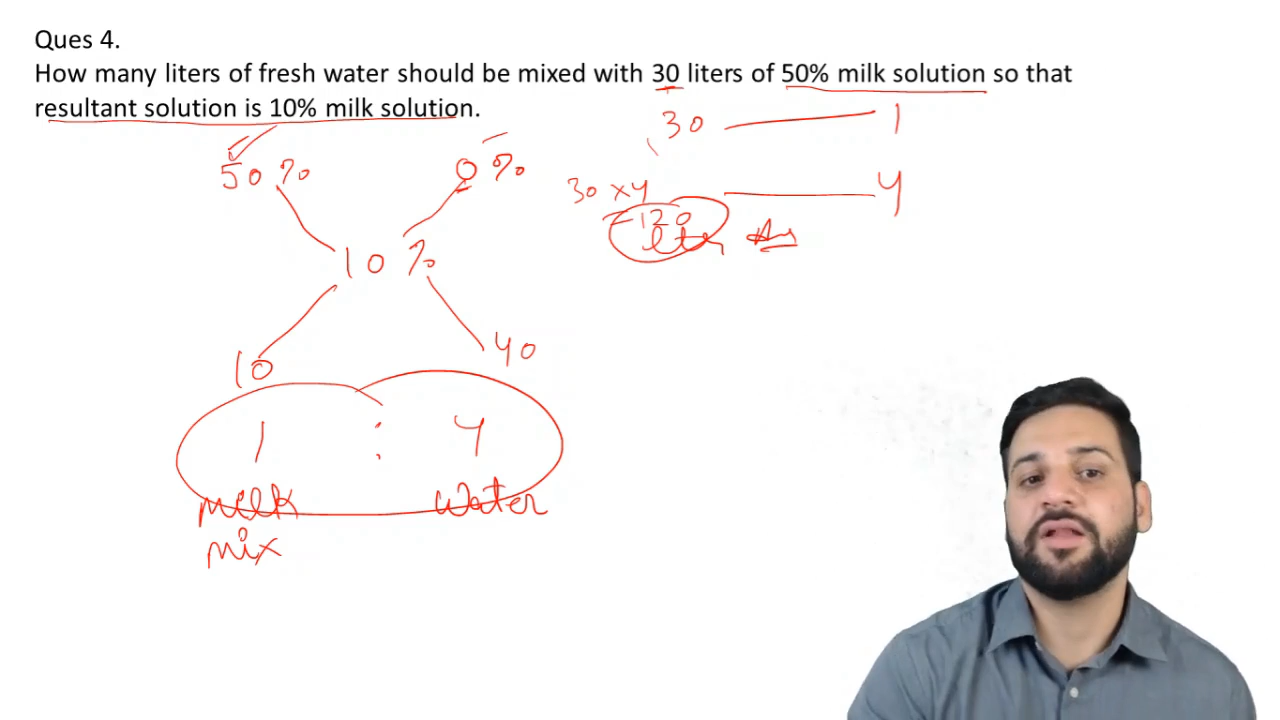 Ques 4.
How many liters of fresh water should be mixed with 30 liters of 50% milk solution so that
resultant solution is 10% milk solution.
30 1
50% 0%
30 x 4 4
= 120
ltr Ans
10%
10 40
1 : 4
milk water
mix